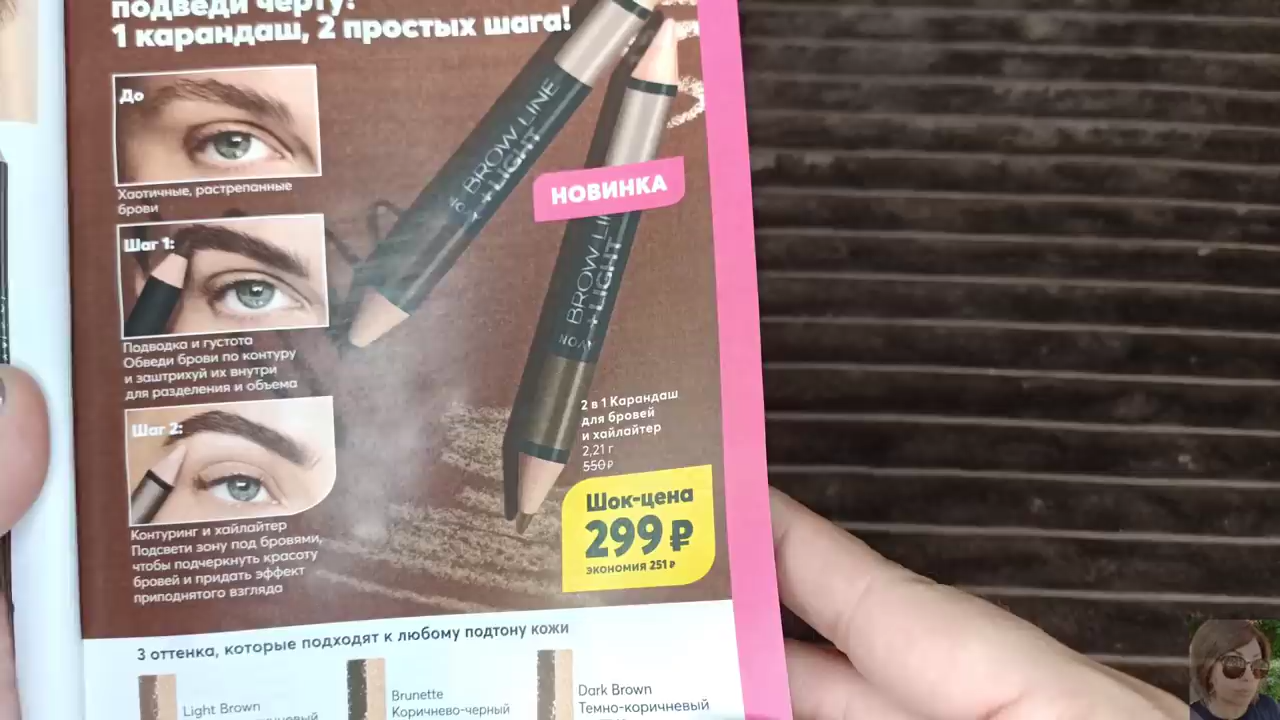 подведи черту!
1 карандаш, 2 простых шага!
До
Хаотичные, растрепанные
брови
Шаг 1:
Подводка и густота
Обведи брови по контуру
и заштрихуй их внутри
для разделения и объема
Шаг 2:
Контуринг и хайлайтер
Подсвети зону под бровями,
чтобы подчеркнуть красоту
бровей и придать эффект
приподнятого взгляда
BROW LINE
+ LIGHT
НОВИНКА
BROW LIN
+ LIGHT
AVON
2 в 1 Карандаш
для бровей
и хайлайтер
2,21 г
550₽
Шок-цена
299 ₽
экономия 251 ₽
3 оттенка, которые подходят к любому подтону кожи
Light Brown
Brunette
Коричнево-черный
Dark Brown
Темно-коричневый